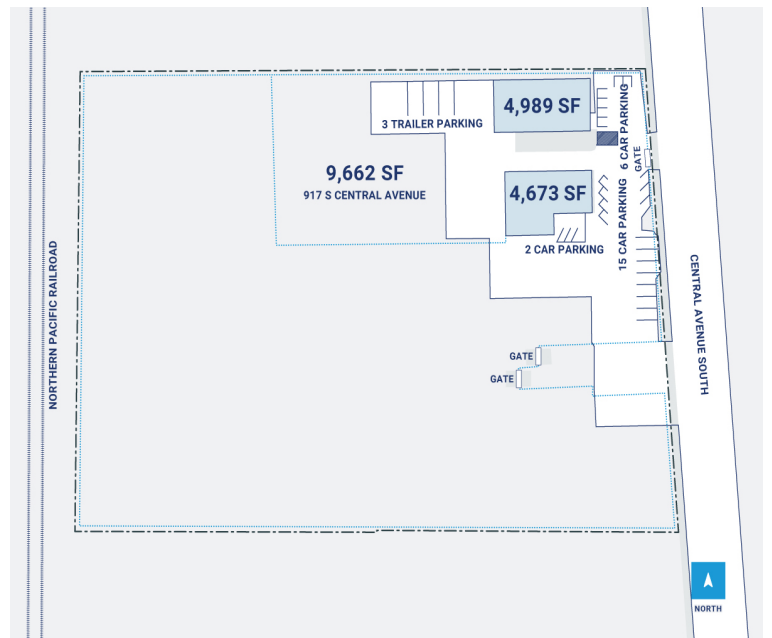 4,989 SF
3 TRAILER PARKING
6 CAR PARKING
GATE
9,662 SF
917 S CENTRAL AVENUE
4,673 SF
15 CAR PARKING
2 CAR PARKING
NORTHERN PACIFIC RAILROAD
CENTRAL AVENUE SOUTH
GATE
GATE
NORTH